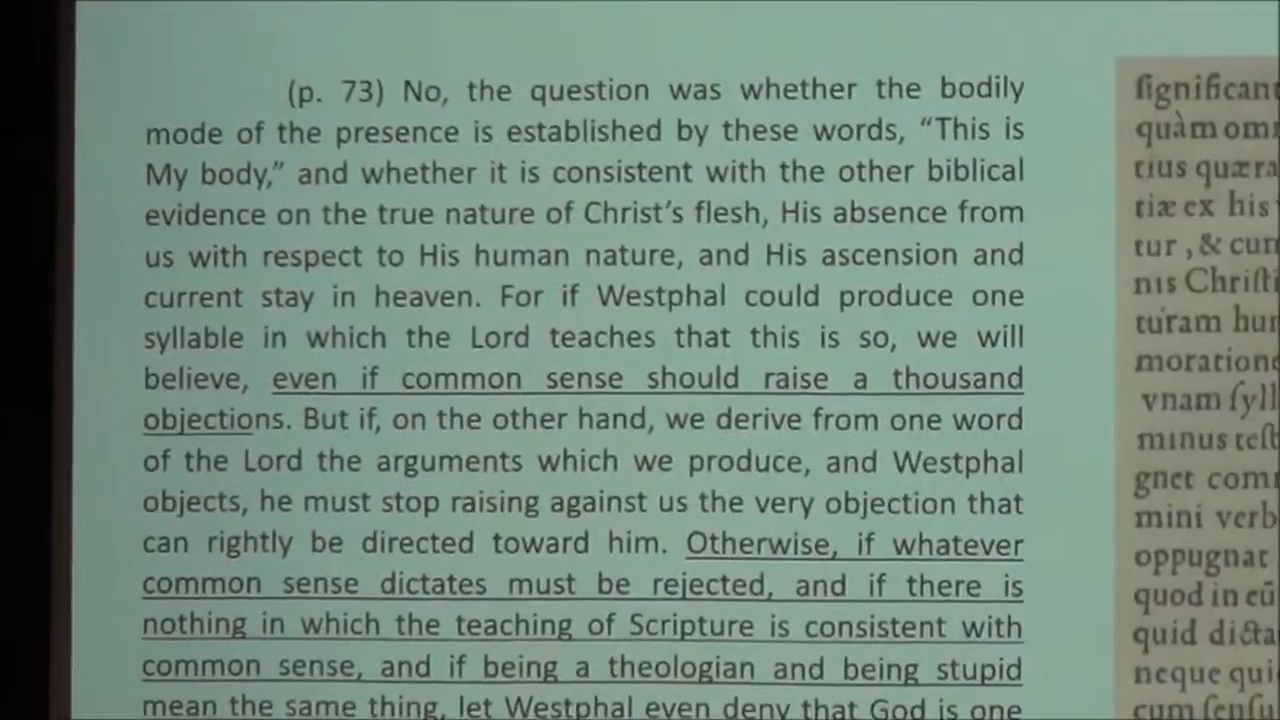 (p. 73) No, the question was whether the bodily
mode of the presence is established by these words, “This is
My body,” and whether it is consistent with the other biblical
evidence on the true nature of Christ’s flesh, His absence from
us with respect to His human nature, and His ascension and
current stay in heaven. For if Westphal could produce one
syllable in which the Lord teaches that this is so, we will
believe, even if common sense should raise a thousand
objections. But if, on the other hand, we derive from one word
of the Lord the arguments which we produce, and Westphal
objects, he must stop raising against us the very objection that
can rightly be directed toward him. Otherwise, if whatever
common sense dictates must be rejected, and if there is
nothing in which the teaching of Scripture is consistent with
common sense, and if being a theologian and being stupid
mean the same thing, let Westphal even deny that God is one
ſignificant
quàm om
tius quæra
tiæ ex his
tur, & cum
nis Chriſti
turam hum
moratione
vnam ſyll
minus teſt
gnet com
mini verb
oppugnat
quod in eũ
quid dicta
neque qui
cum ſenſu